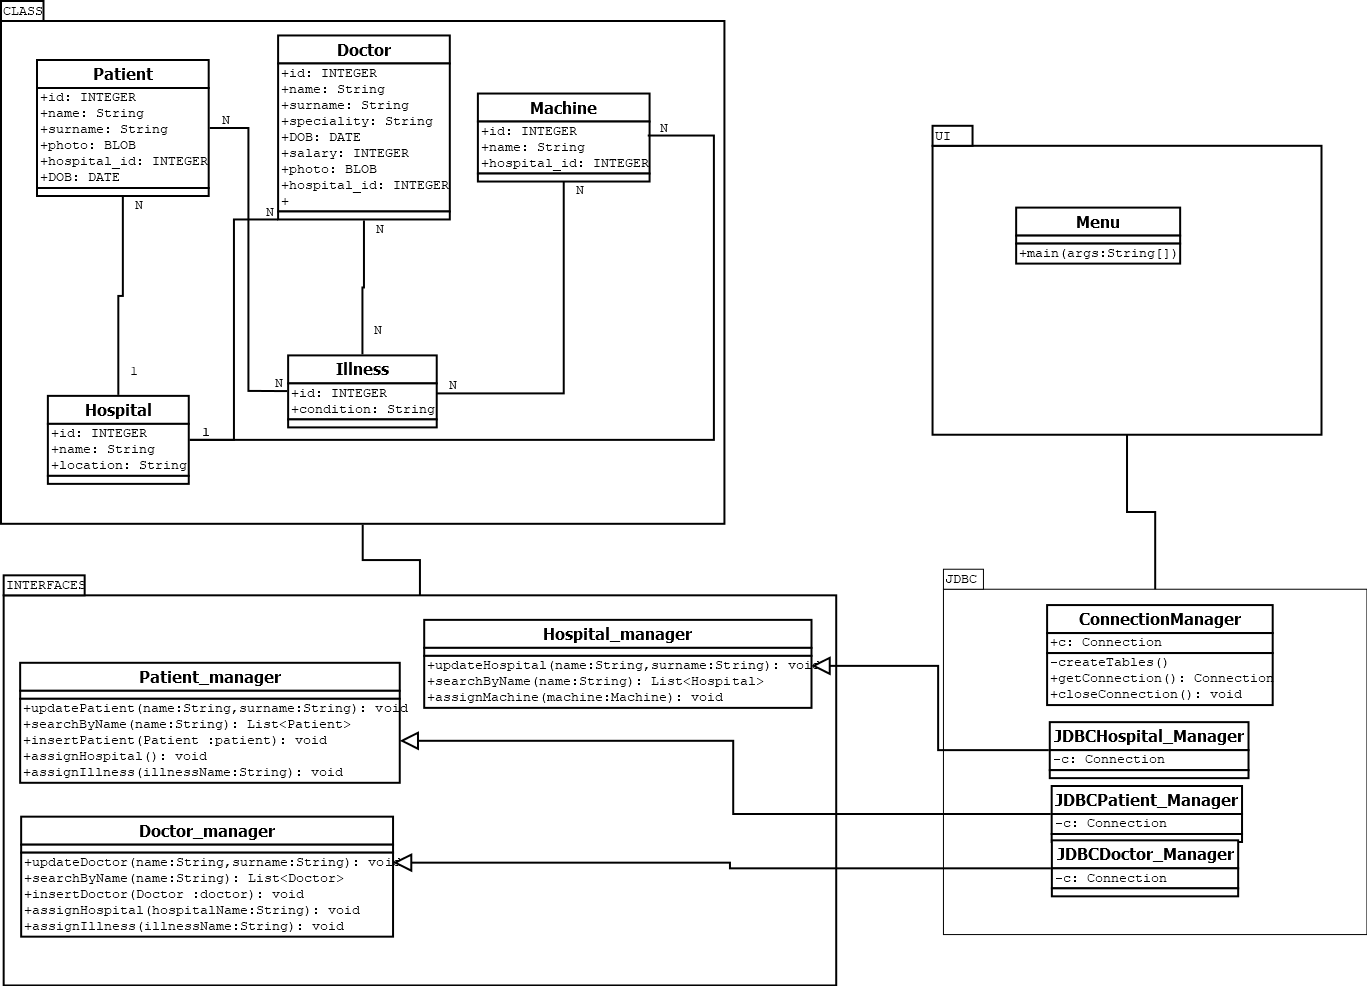 CLASS
Patient
+id: INTEGER
+name: String
+surname: String
+photo: BLOB
+hospital_id: INTEGER
+DOB: DATE
N
N
Doctor
+id: INTEGER
+name: String
+surname: String
+speciality: String
+DOB: DATE
+salary: INTEGER
+photo: BLOB
+hospital_id: INTEGER
+
N
N
Machine
+id: INTEGER
+name: String
+hospital_id: INTEGER
N
N
1
Hospital
+id: INTEGER
+name: String
+location: String
1
N
N
Illness
+id: INTEGER
+condition: String
N
UI
Menu
+main(args:String[])
INTERFACES
Hospital_manager
+updateHospital(name:String,surname:String): void
+searchByName(name:String): List<Hospital>
+assignMachine(machine:Machine): void
Patient_manager
+updatePatient(name:String,surname:String): void
+searchByName(name:String): List<Patient>
+insertPatient(Patient :patient): void
+assignHospital(): void
+assignIllness(illnessName:String): void
Doctor_manager
+updateDoctor(name:String,surname:String): void
+searchByName(name:String): List<Doctor>
+insertDoctor(Doctor :doctor): void
+assignHospital(hospitalName:String): void
+assignIllness(illnessName:String): void
JDBC
ConnectionManager
+c: Connection
-createTables()
+getConnection(): Connection
+closeConnection(): void
JDBCHospital_Manager
-c: Connection
JDBCPatient_Manager
-c: Connection
JDBCDoctor_Manager
-c: Connection